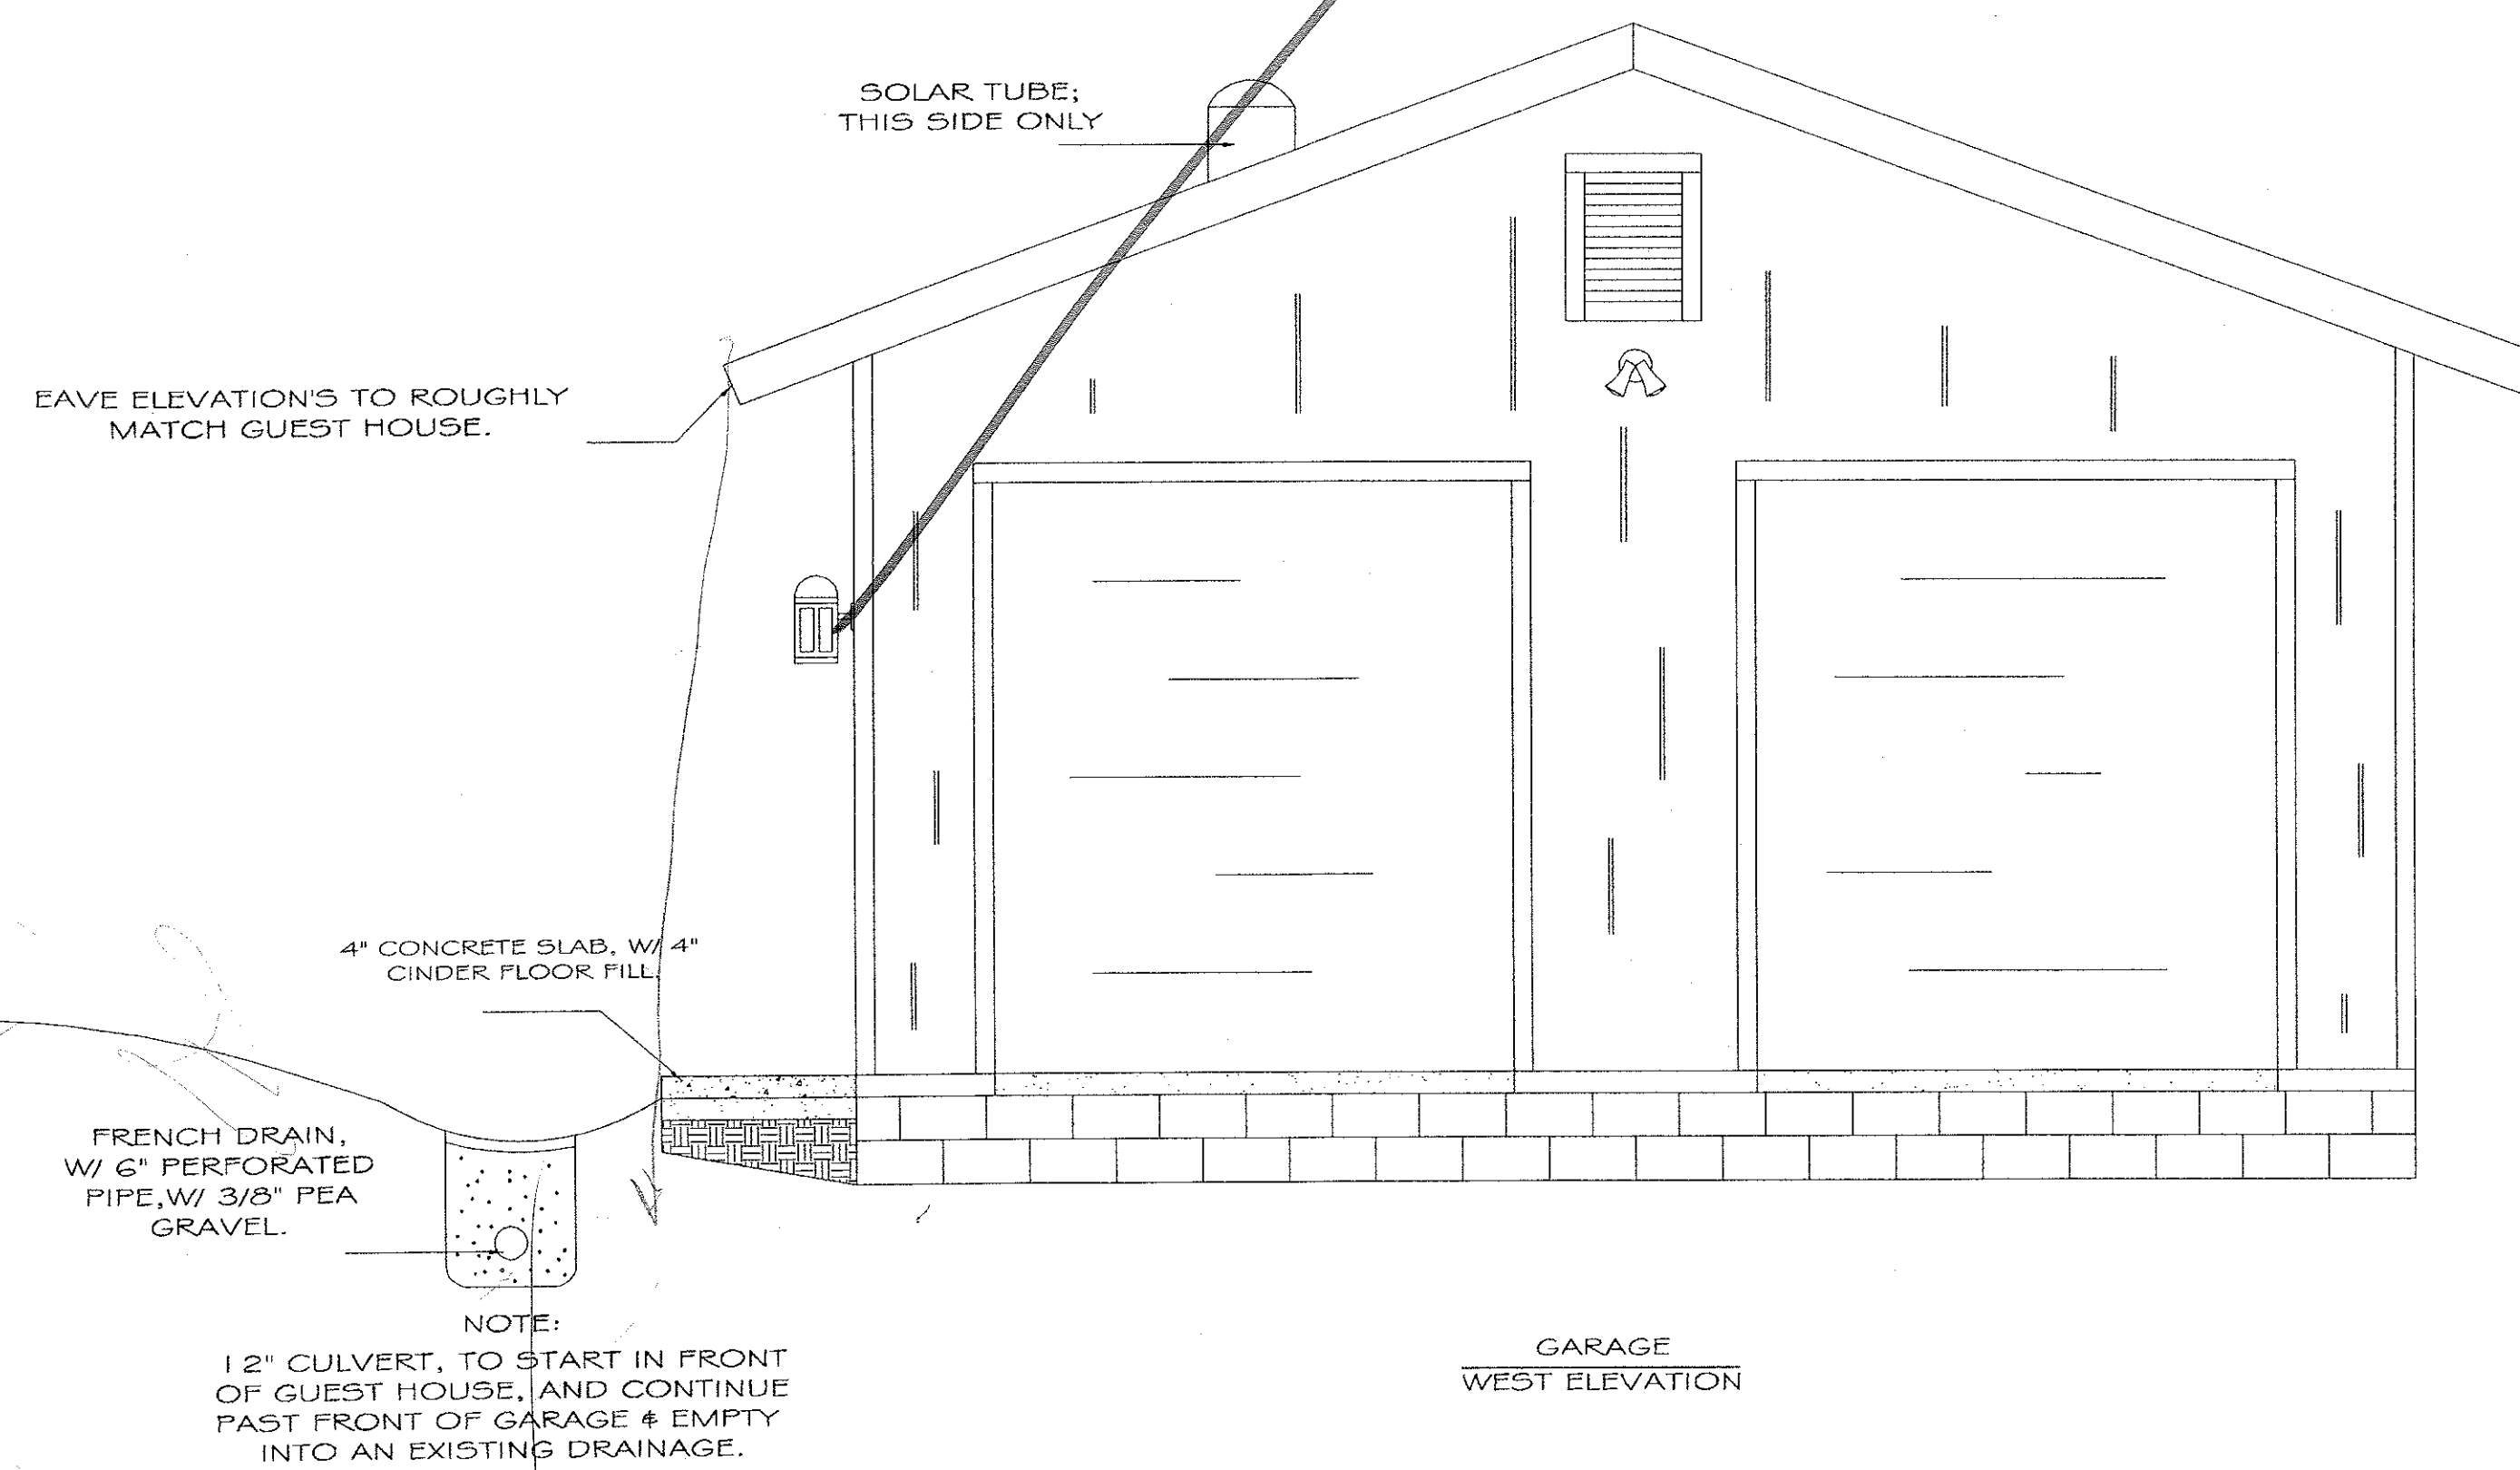 SOLAR TUBE;
THIS SIDE ONLY
EAVE ELEVATION'S TO ROUGHLY
MATCH GUEST HOUSE.
4" CONCRETE SLAB, W/ 4"
CINDER FLOOR FILL.
FRENCH DRAIN,
W/ 6" PERFORATED
PIPE,W/ 3/8" PEA
GRAVEL.
NOTE:
12" CULVERT, TO START IN FRONT
OF GUEST HOUSE, AND CONTINUE
PAST FRONT OF GARAGE & EMPTY
INTO AN EXISTING DRAINAGE.
GARAGE
WEST ELEVATION